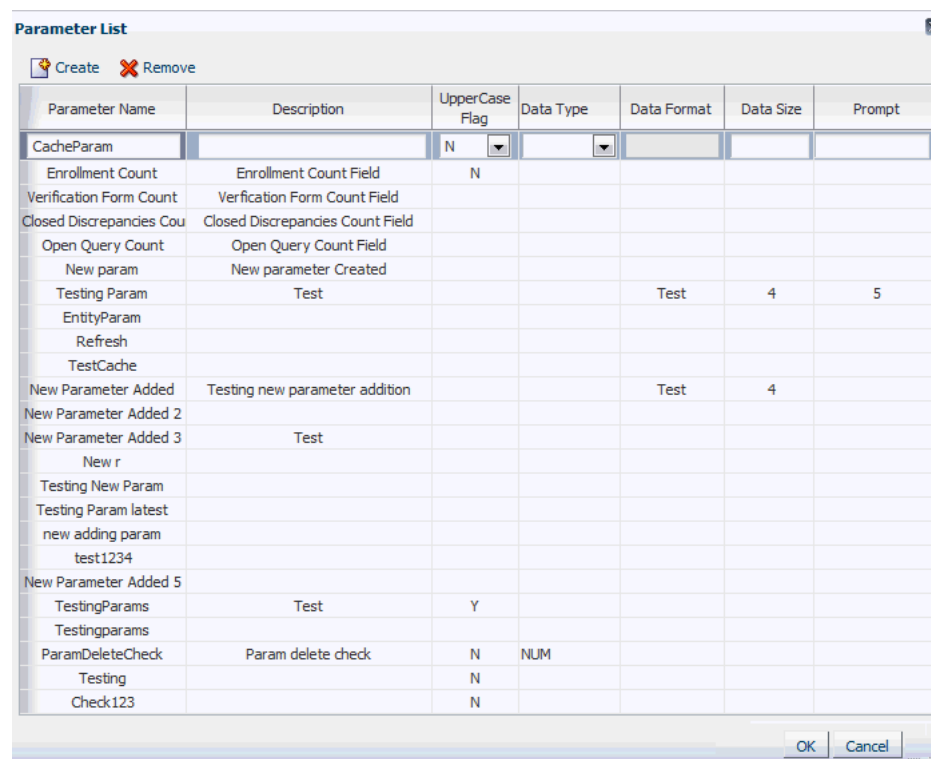 Parameter List
Create Remove
Parameter Name Description UpperCase Flag Data Type Data Format Data Size Prompt
CacheParam N
Enrollment Count Enrollment Count Field N
Verification Form Count Verfication Form Count Field
Closed Discrepancies Cou Closed Discrepancies Count Field
Open Query Count Open Query Count Field
New param New parameter Created
Testing Param Test Test 4 5
EntityParam
Refresh
TestCache
New Parameter Added Testing new parameter addition Test 4
New Parameter Added 2
New Parameter Added 3 Test
New r
Testing New Param
Testing Param latest
new adding param
test1234
New Parameter Added 5
TestingParams Test Y
Testingparams
ParamDeleteCheck Param delete check N NUM
Testing N
Check123 N
OK Cancel